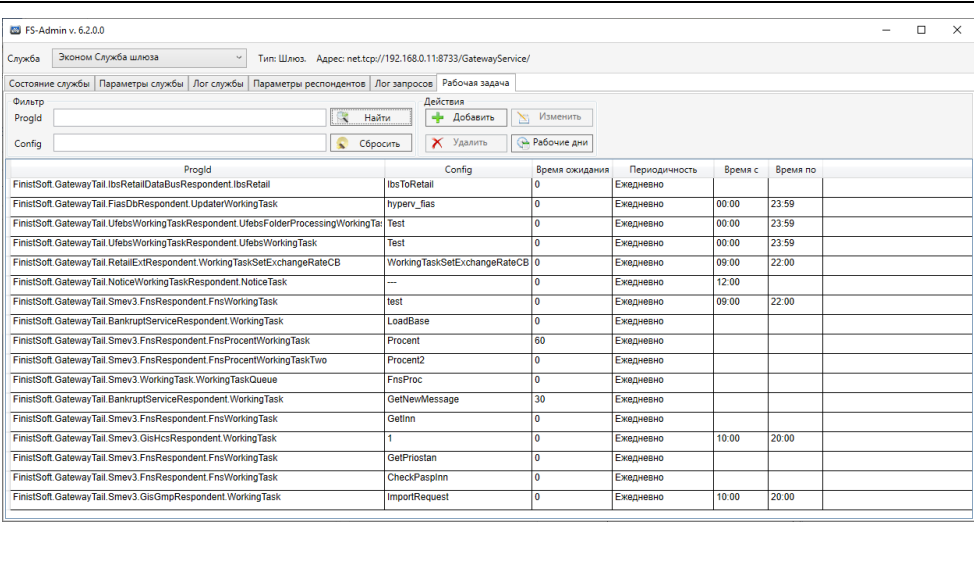 FS-Admin v. 6.2.0.0
Служба Эконом Служба шлюза Тип: Шлюз. Адрес: net.tcp://192.168.0.11:8733/GatewayService/
Состояние службы Параметры службы Лог службы Параметры респондентов Лог запросов Рабочая задача
Фильтр Действия
ProgId Найти Добавить Изменить
Config Сбросить Удалить Рабочие дни
ProgId Config Время ожидания Периодичность Время с Время по
FinistSoft.GatewayTail.IbsRetailDataBusRespondent.IbsRetail IbsToRetail 0 Ежедневно
FinistSoft.GatewayTail.FiasDbRespondent.UpdaterWorkingTask hyperv_fias 0 Ежедневно 00:00 23:59
FinistSoft.GatewayTail.UfebsWorkingTaskRespondent.UfebsFolderProcessingWorkingTa Test 0 Ежедневно 00:00 23:59
FinistSoft.GatewayTail.UfebsWorkingTaskRespondent.UfebsWorkingTask Test 0 Ежедневно 00:00 23:59
FinistSoft.GatewayTail.RetailExtRespondent.WorkingTaskSetExchangeRateCB WorkingTaskSetExchangeRateCB 0 Ежедневно 09:00 22:00
FinistSoft.GatewayTail.NoticeWorkingTaskRespondent.NoticeTask --- 0 Ежедневно 12:00
FinistSoft.GatewayTail.Smev3.FnsRespondent.FnsWorkingTask test 0 Ежедневно 09:00 22:00
FinistSoft.GatewayTail.BankruptServiceRespondent.WorkingTask LoadBase 0 Ежедневно
FinistSoft.GatewayTail.Smev3.FnsRespondent.FnsProcentWorkingTask Procent 60 Ежедневно
FinistSoft.GatewayTail.Smev3.FnsRespondent.FnsProcentWorkingTaskTwo Procent2 0 Ежедневно
FinistSoft.GatewayTail.Smev3.WorkingTask.WorkingTaskQueue FnsProc 0 Ежедневно
FinistSoft.GatewayTail.BankruptServiceRespondent.WorkingTask GetNewMessage 30 Ежедневно
FinistSoft.GatewayTail.Smev3.FnsRespondent.FnsWorkingTask GetInn 0 Ежедневно
FinistSoft.GatewayTail.Smev3.GisHcsRespondent.WorkingTask 1 0 Ежедневно 10:00 20:00
FinistSoft.GatewayTail.Smev3.FnsRespondent.FnsWorkingTask GetPriostan 0 Ежедневно
FinistSoft.GatewayTail.Smev3.FnsRespondent.FnsWorkingTask CheckPaspInn 0 Ежедневно
FinistSoft.GatewayTail.Smev3.GisGmpRespondent.WorkingTask ImportRequest 0 Ежедневно 10:00 20:00